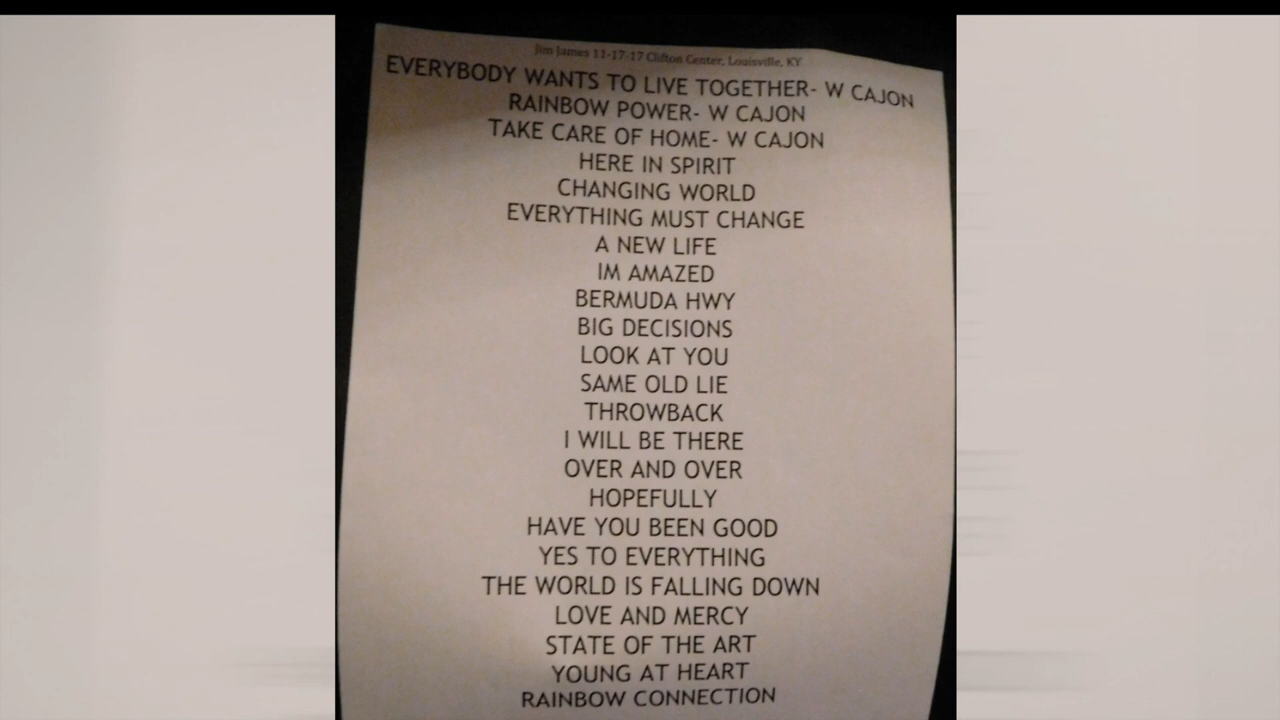 Jim James 11-17-17 Clifton Center, Louisville, KY
EVERYBODY WANTS TO LIVE TOGETHER- W CAJON
RAINBOW POWER- W CAJON
TAKE CARE OF HOME- W CAJON
HERE IN SPIRIT
CHANGING WORLD
EVERYTHING MUST CHANGE
A NEW LIFE
IM AMAZED
BERMUDA HWY
BIG DECISIONS
LOOK AT YOU
SAME OLD LIE
THROWBACK
I WILL BE THERE
OVER AND OVER
HOPEFULLY
HAVE YOU BEEN GOOD
YES TO EVERYTHING
THE WORLD IS FALLING DOWN
LOVE AND MERCY
STATE OF THE ART
YOUNG AT HEART
RAINBOW CONNECTION